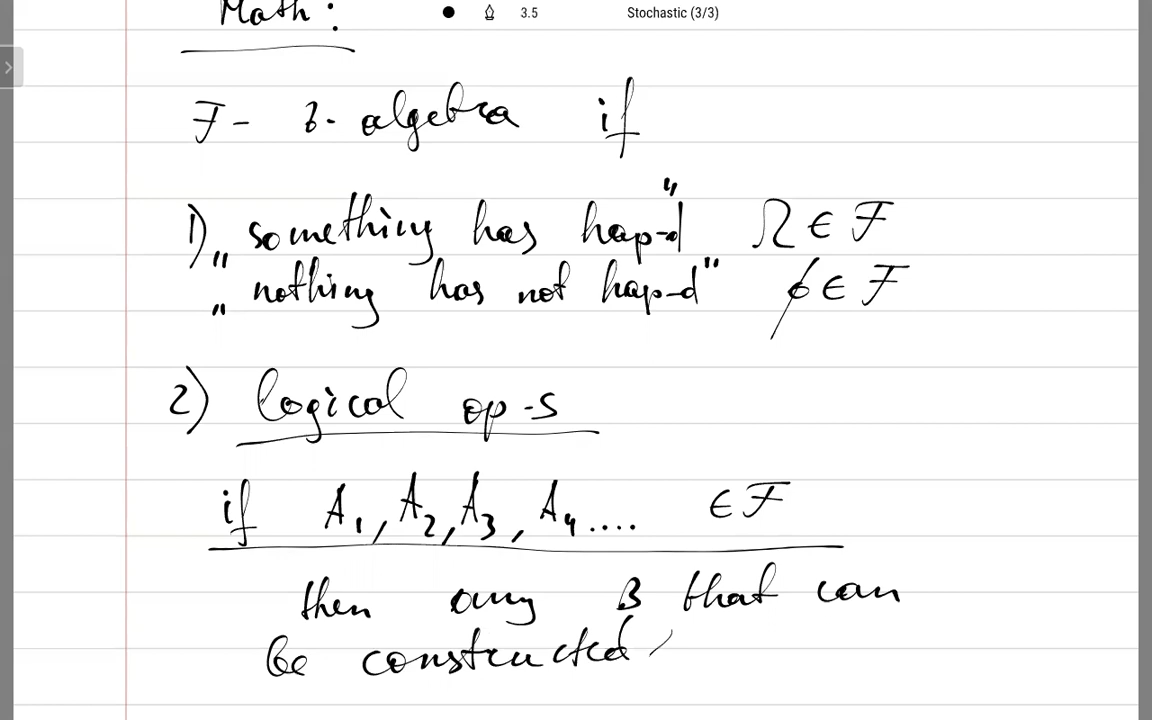 Math:
3.5
Stochastic (3/3)
F - б-algebra if
1) „something has hap-d" Ω ∈ F
„nothing has not hap-d" ∅ ∈ F
2) logical op-s
if A₁, A₂, A₃, A₄.... ∈ F
then any B that can
be constructed